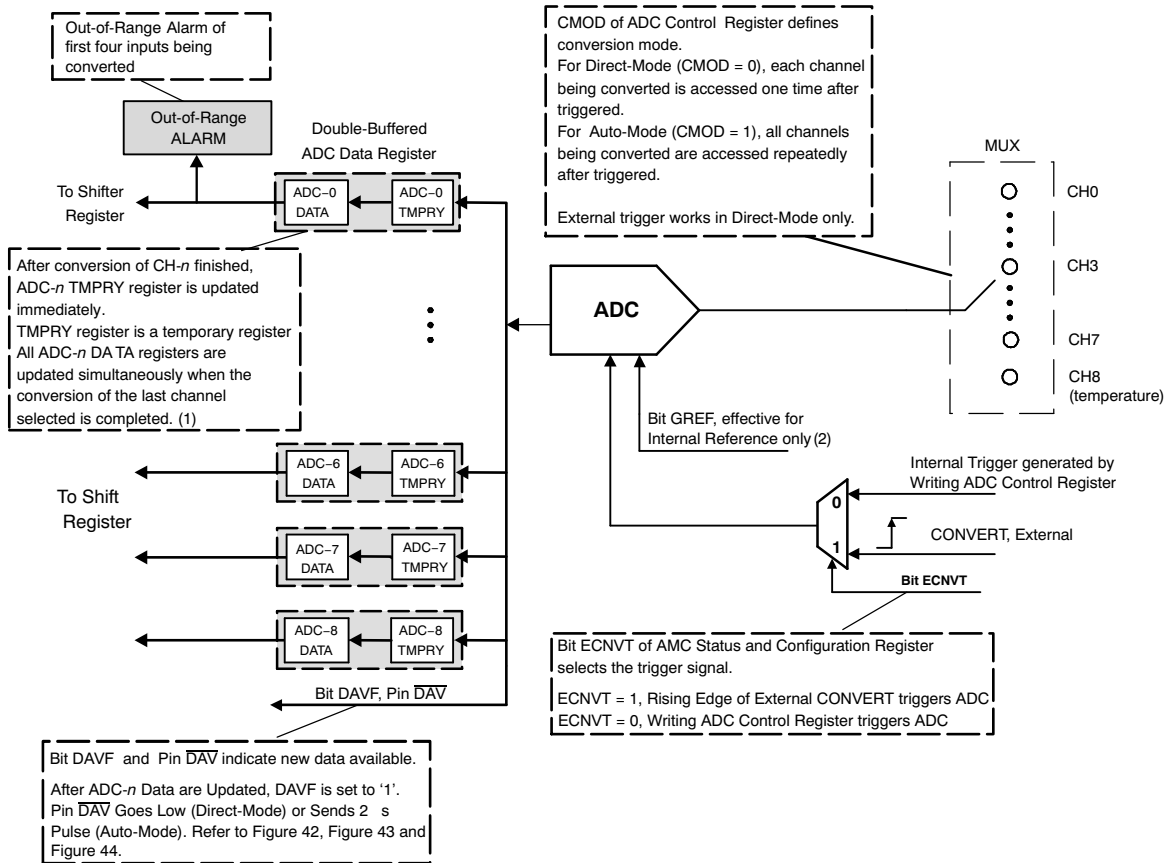 Out-of-Range Alarm of
first four inputs being
converted
Out-of-Range
ALARM
Double-Buffered
ADC Data Register
To Shifter
Register
ADC–0
DATA
ADC–0
TMPRY
After conversion of CH-n finished,
ADC-n TMPRY register is updated
immediately.
TMPRY register is a temporary register
All ADC-n DA TA registers are
updated simultaneously when the
conversion of the last channel
selected is completed. (1)
CMOD of ADC Control Register defines
conversion mode.
For Direct-Mode (CMOD = 0), each channel
being converted is accessed one time after
triggered.
For Auto-Mode (CMOD = 1), all channels
being converted are accessed repeatedly
after triggered.
External trigger works in Direct-Mode only.
MUX
CH0
CH3
CH7
CH8
(temperature)
ADC
Bit GREF, effective for
Internal Reference only (2)
Internal Trigger generated by
Writing ADC Control Register
0
1
CONVERT, External
Bit ECNVT
To Shift
Register
ADC–6
DATA
ADC–6
TMPRY
ADC–7
DATA
ADC–7
TMPRY
ADC–8
DATA
ADC–8
TMPRY
Bit DAVF, Pin DAV
Bit ECNVT of AMC Status and Configuration Register
selects the trigger signal.
ECNVT = 1, Rising Edge of External CONVERT triggers ADC
ECNVT = 0, Writing ADC Control Register triggers ADC
Bit DAVF and Pin DAV indicate new data available.
After ADC-n Data are Updated, DAVF is set to ‘1’.
Pin DAV Goes Low (Direct-Mode) or Sends 2 s
Pulse (Auto-Mode). Refer to Figure 42, Figure 43 and
Figure 44.